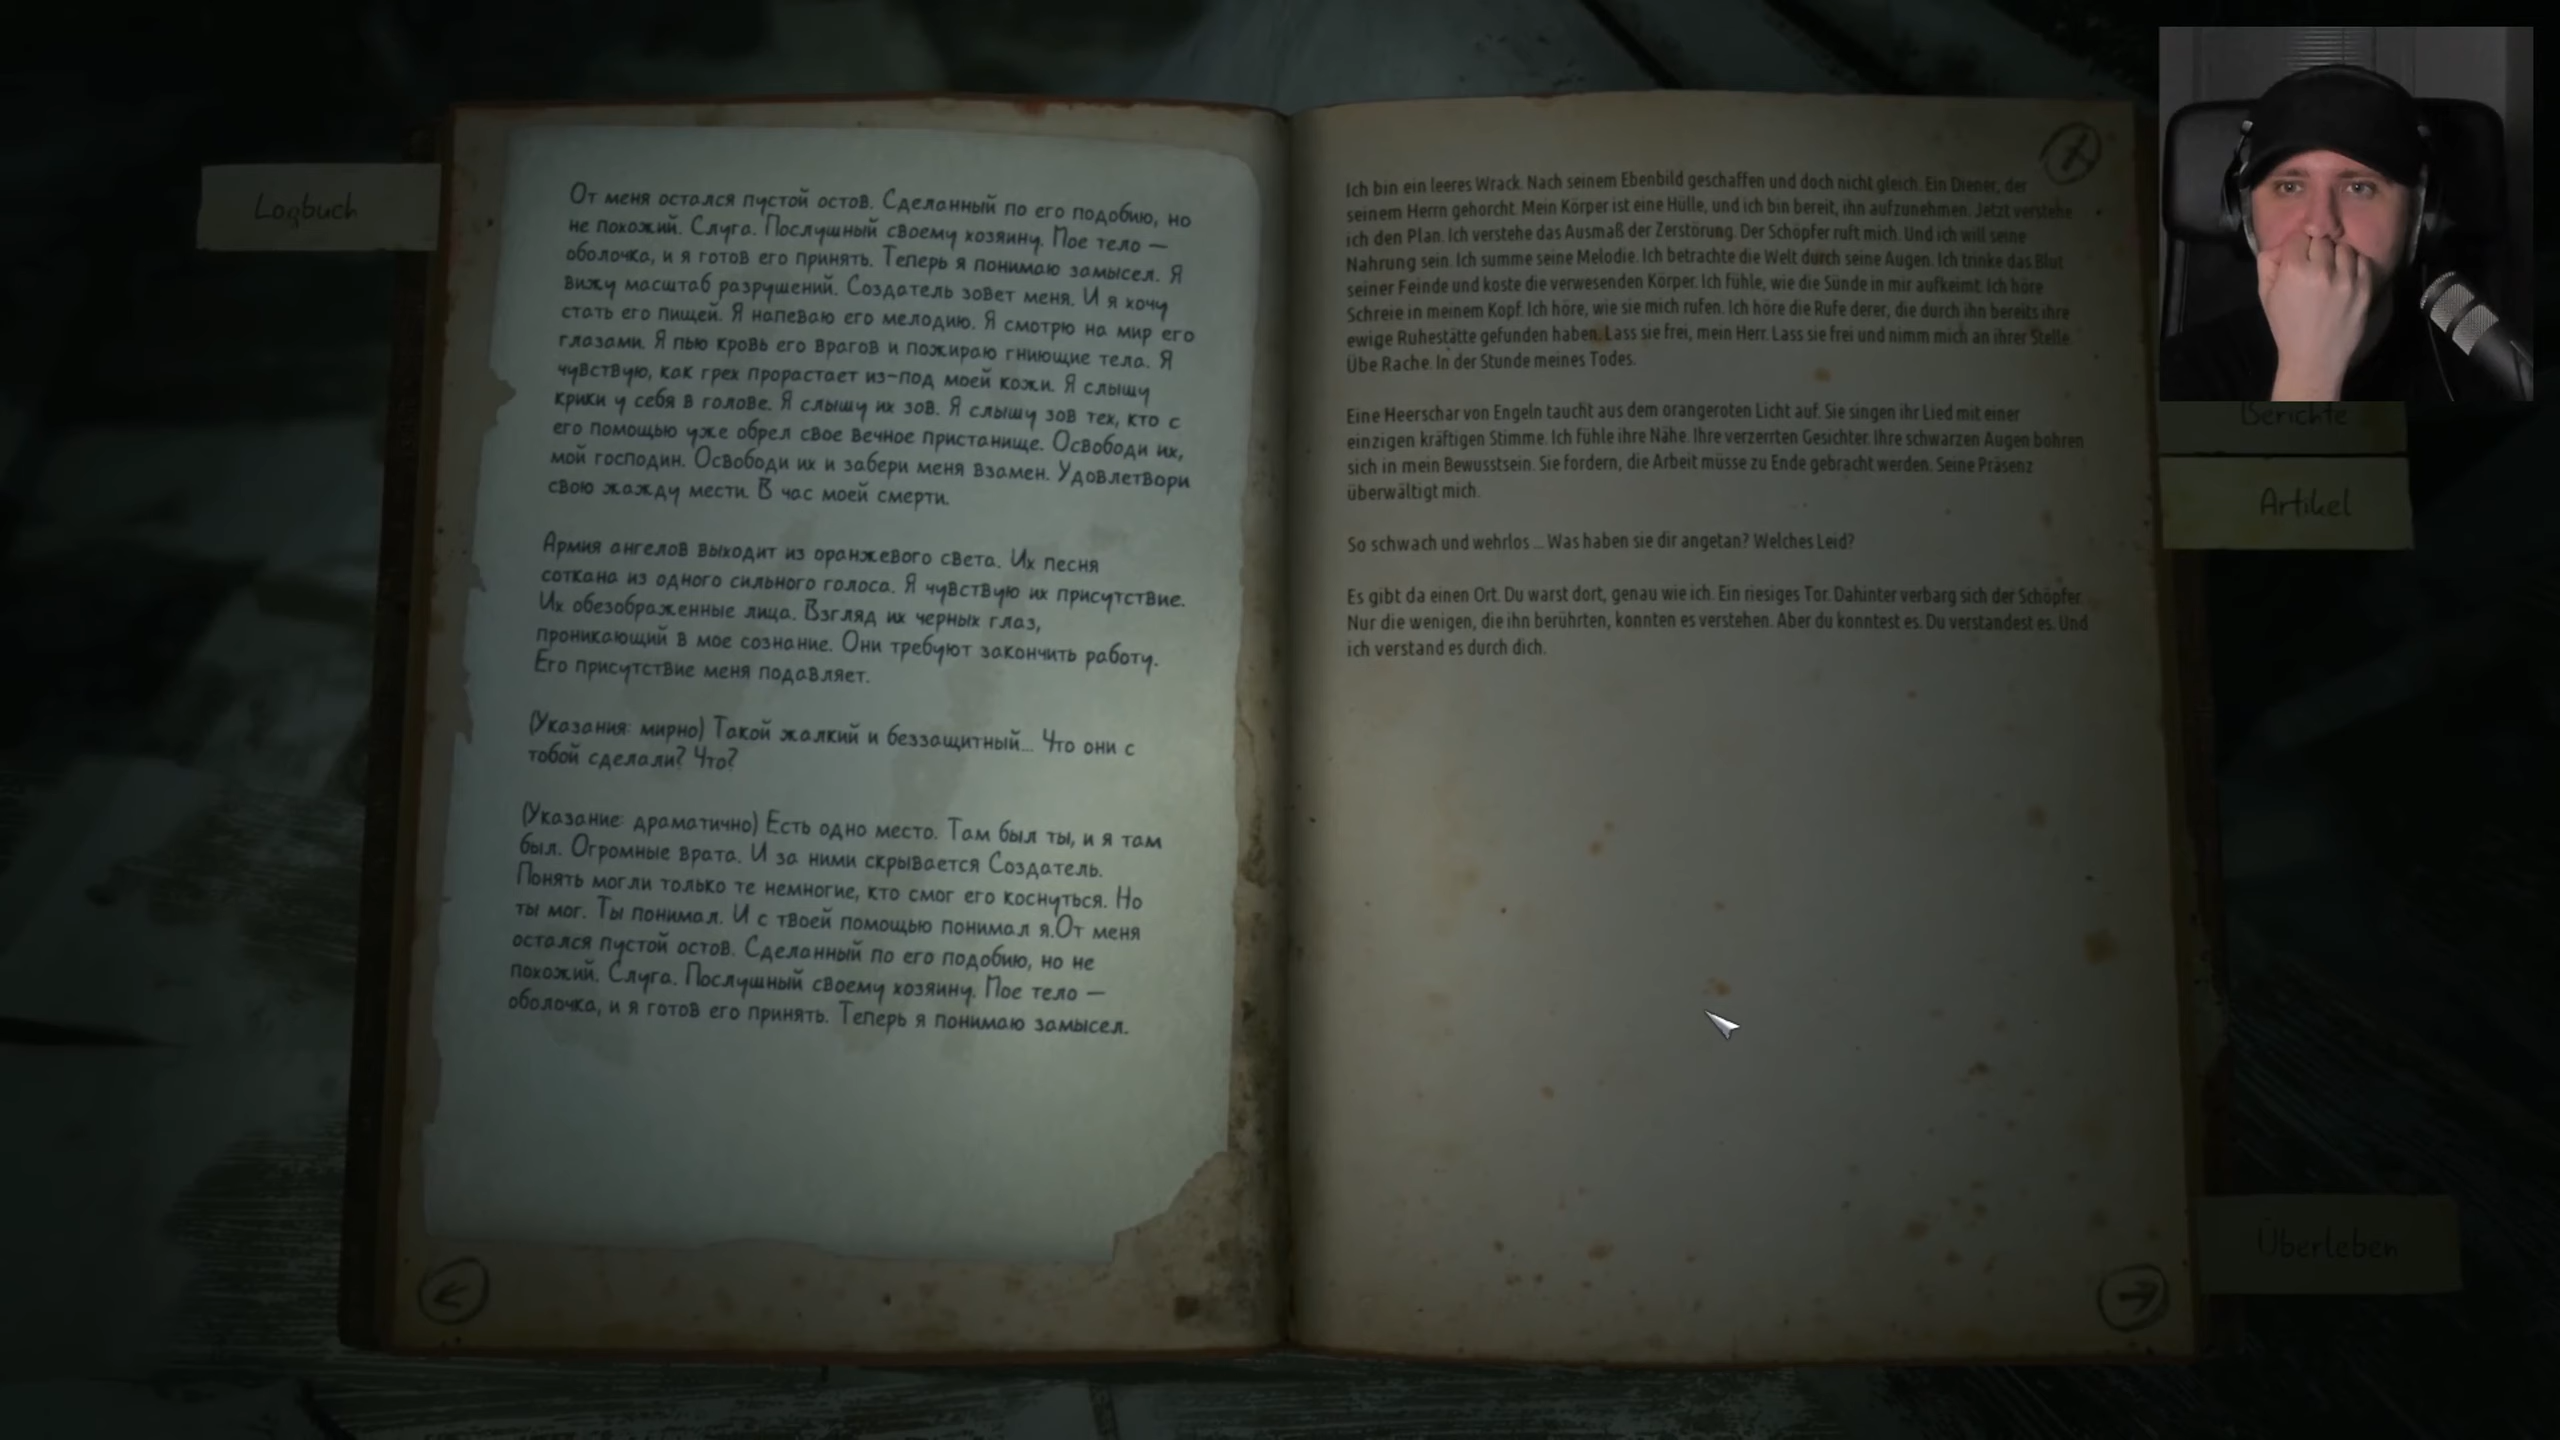 Logbuch
От меня остался пустой остов. Сделанный по его подобию, но
не похожий. Слуга. Послушный своему хозяину. Пое тело —
оболочка, и я готов его принять. Теперь я понимаю замысел. Я
вижу масштаб разрушений. Создатель зовет меня. И я хочу
стать его пищей. Я напеваю его мелодию. Я смотрю на мир его
глазами. Я пью кровь его врагов и пожираю гниющие тела. Я
чувствую, как грех прорастает из-под моей кожи. Я слышу
крики у себя в голове. Я слышу их зов. Я слышу зов тех, кто с
его помощью уже обрел свое вечное пристанище. Освободи их,
мой господин. Освободи их и забери меня взамен. Удовлетвори
свою жажду мести. В час моей смерти.
Армия ангелов выходит из оранжевого света. Их песня
соткана из одного сильного голоса. Я чувствую их присутствие.
Их обезображенные лица. Взгляд их черных глаз,
проникающий в мое сознание. Они требуют закончить работу.
Его присутствие меня подавляет.
(Указания: мирно) Такой жалкий и беззащитный... Что они с
тобой сделали? Что?
(Указание: драматично) Есть одно место. Там был ты, и я там
был. Огромные врата. И за ними скрывается Создатель.
Понять могли только те немногие, кто смог его коснуться. Но
ты мог. Ты понимал. И с твоей помощью понимал я.От меня
остался пустой остов. Сделанный по его подобию, но не
похожий. Слуга. Послушный своему хозяину. Пое тело —
оболочка, и я готов его принять. Теперь я понимаю замысел.
Ich bin ein leeres Wrack. Nach seinem Ebenbild geschaffen und doch nicht gleich. Ein Diener, der
seinem Herrn gehorcht. Mein Körper ist eine Hülle, und ich bin bereit, ihn aufzunehmen. Jetzt verstehe
ich den Plan. Ich verstehe das Ausmaß der Zerstörung. Der Schöpfer ruft mich. Und ich will seine
Nahrung sein. Ich summe seine Melodie. Ich betrachte die Welt durch seine Augen. Ich trinke das Blut
seiner Feinde und koste die verwesenden Körper. Ich fühle, wie die Sünde in mir aufkeimt. Ich höre
Schreie in meinem Kopf. Ich höre, wie sie mich rufen. Ich höre die Rufe derer, die durch ihn bereits ihre
ewige Ruhestätte gefunden haben. Lass sie frei, mein Herr. Lass sie frei und nimm mich an ihrer Stelle.
Übe Rache. In der Stunde meines Todes.
Eine Heerschar von Engeln taucht aus dem orangeroten Licht auf. Sie singen ihr Lied mit einer
einzigen kräftigen Stimme. Ich fühle ihre Nähe. Ihre verzerrten Gesichter. Ihre schwarzen Augen bohren
sich in mein Bewusstsein. Sie fordern, die Arbeit müsse zu Ende gebracht werden. Seine Präsenz
überwältigt mich.
So schwach und wehrlos ... Was haben sie dir angetan? Welches Leid?
Es gibt da einen Ort. Du warst dort, genau wie ich. Ein riesiges Tor. Dahinter verbarg sich der Schöpfer.
Nur die wenigen, die ihn berührten, konnten es verstehen. Aber du konntest es. Du verstandest es. Und
ich verstand es durch dich.
Berichte
Artikel
Überleben